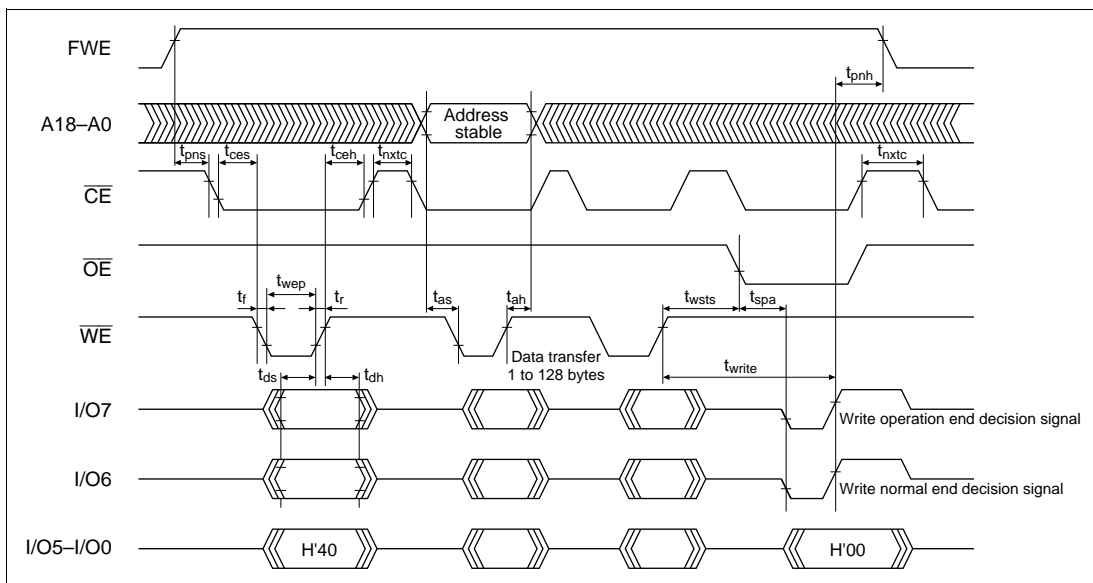 FWE
t_pnh
A18–A0
Address
stable
t_pns
t_ces
t_ceh
t_nxtc
t_nxtc
CE
OE
t_f
t_wep
t_r
t_as
t_ah
t_wsts
t_spa
WE
Data transfer
1 to 128 bytes
t_write
t_ds
t_dh
I/O7
Write operation end decision signal
I/O6
Write normal end decision signal
I/O5–I/O0
H'40
H'00